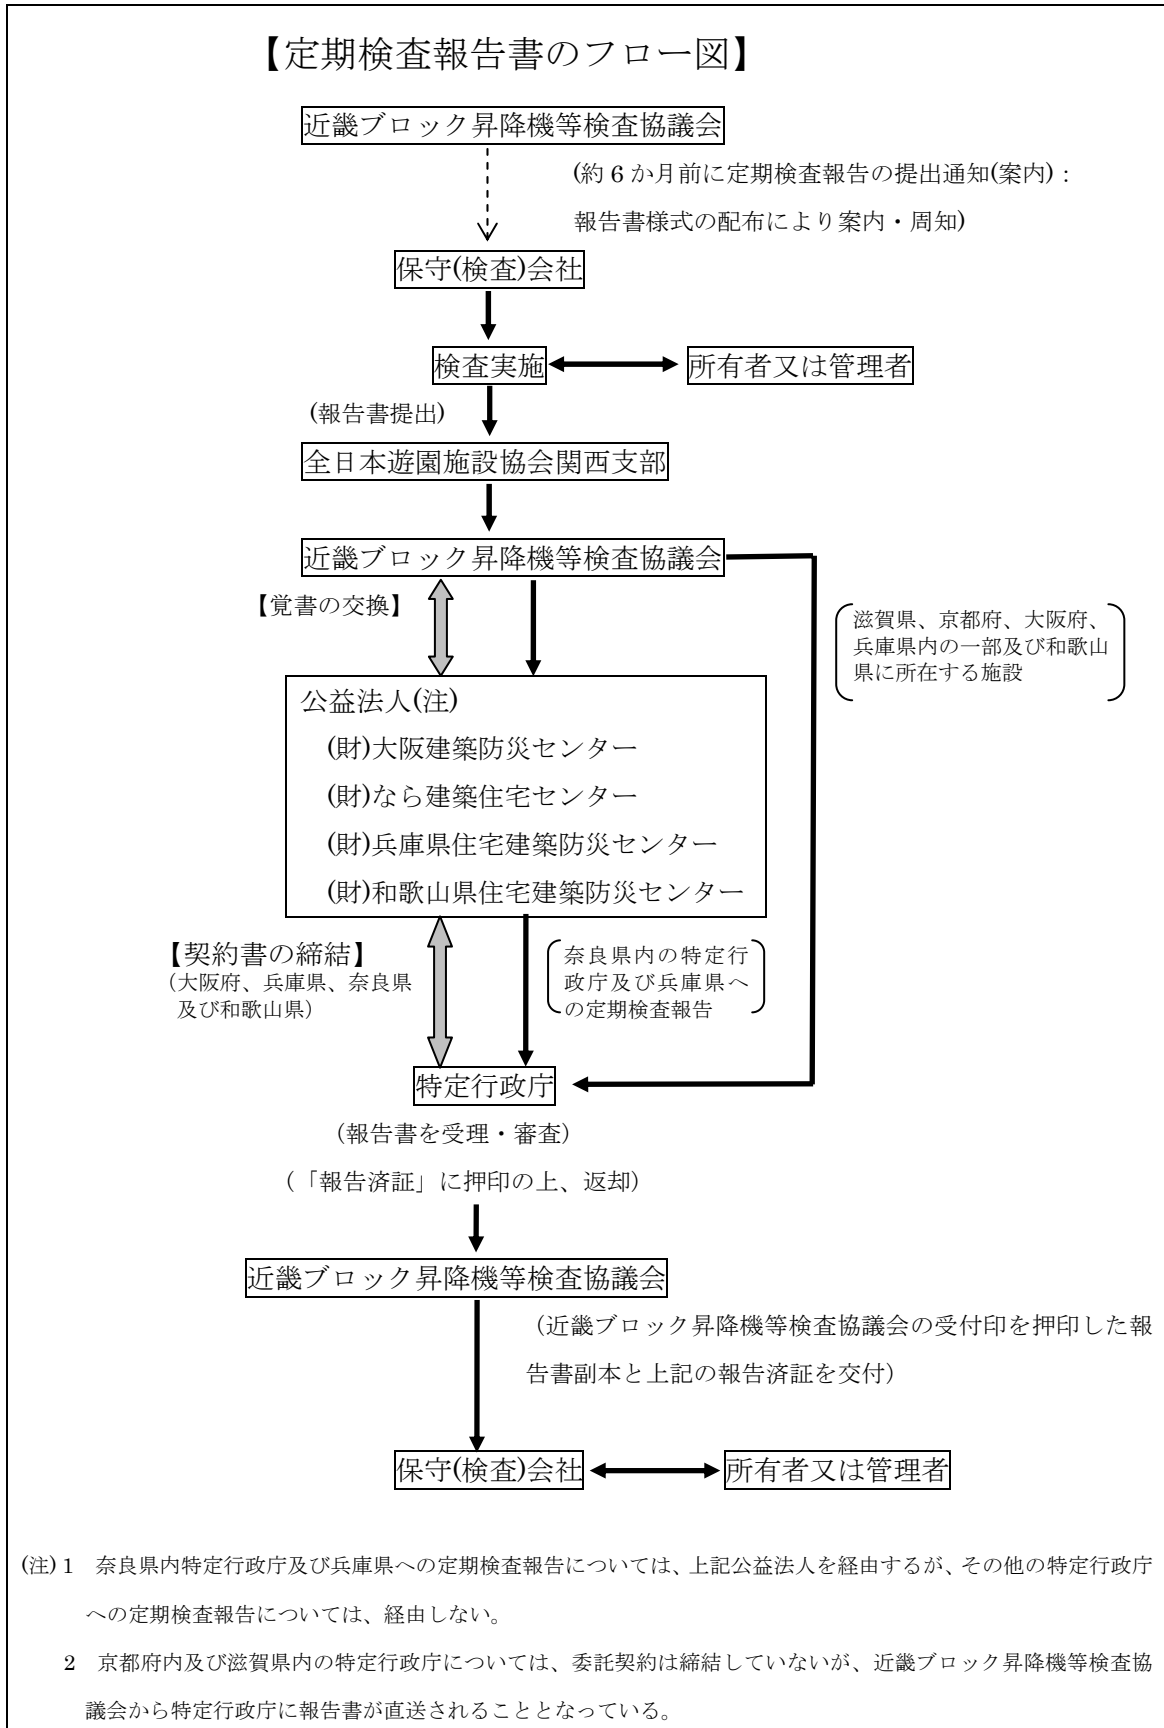 【定期検査報告書のフロー図】
近畿ブロック昇降機等検査協議会
(約 6 か月前に定期検査報告の提出通知(案内)：
報告書様式の配布により案内・周知)
保守(検査)会社
検査実施
所有者又は管理者
(報告書提出)
全日本遊園施設協会関西支部
近畿ブロック昇降機等検査協議会
【覚書の交換】
滋賀県、京都府、大阪府、
兵庫県内の一部及び和歌山
県に所在する施設
公益法人(注)
(財)大阪建築防災センター
(財)なら建築住宅センター
(財)兵庫県住宅建築防災センター
(財)和歌山県住宅建築防災センター
【契約書の締結】
（大阪府、兵庫県、奈良県
及び和歌山県）
奈良県内の特定行
政庁及び兵庫県へ
の定期検査報告
特定行政庁
（報告書を受理・審査）
（「報告済証」に押印の上、返却）
近畿ブロック昇降機等検査協議会
（近畿ブロック昇降機等検査協議会の受付印を押印した報
告書副本と上記の報告済証を交付）
保守(検査)会社
所有者又は管理者
(注) 1 奈良県内特定行政庁及び兵庫県への定期検査報告については、上記公益法人を経由するが、その他の特定行政庁
への定期検査報告については、経由しない。
2 京都府内及び滋賀県内の特定行政庁については、委託契約は締結していないが、近畿ブロック昇降機等検査協
議会から特定行政庁に報告書が直送されることとなっている。